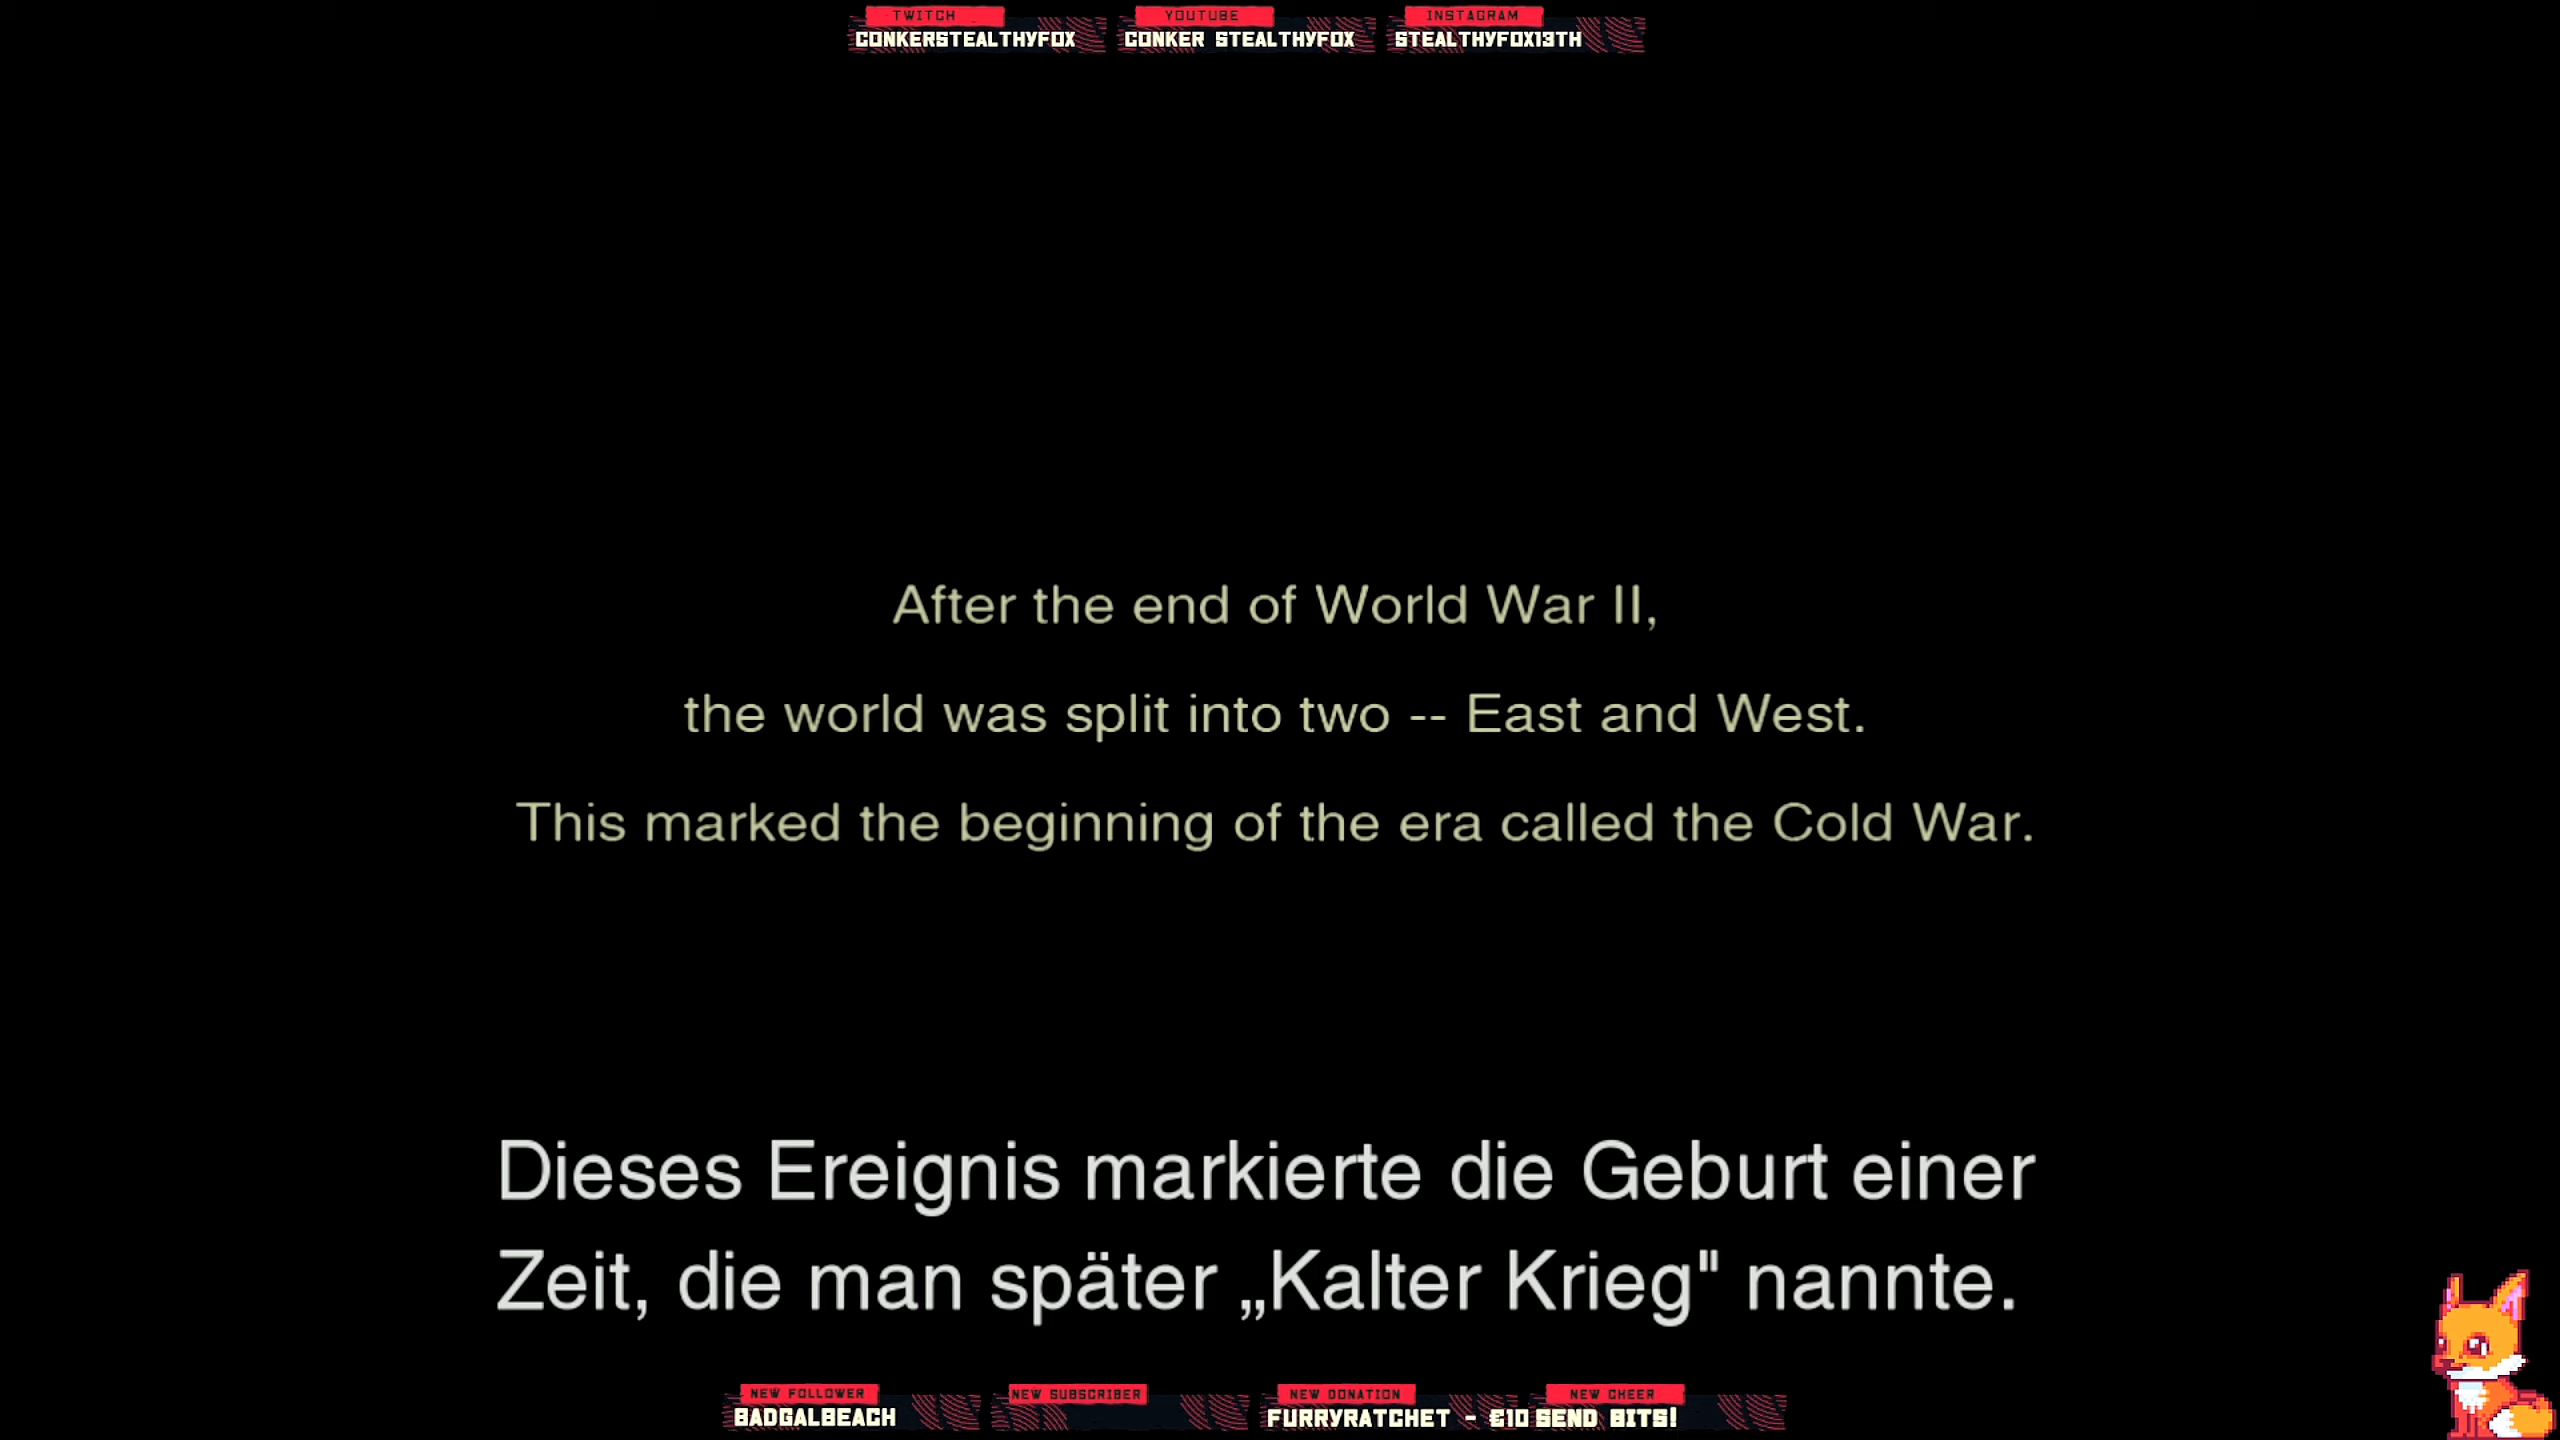 TWITCH
CONKERSTEALTHYFOX
YOUTUBE
CONKER STEALTHYFOX
INSTAGRAM
STEALTHYFOX13TH
After the end of World War II,
the world was split into two -- East and West.
This marked the beginning of the era called the Cold War.
Dieses Ereignis markierte die Geburt einer
Zeit, die man später „Kalter Krieg" nannte.
NEW FOLLOWER
BADGALBEACH
NEW SUBSCRIBER
NEW DONATION
FURRYRATCHET - €10
NEW CHEER
SEND BITS!